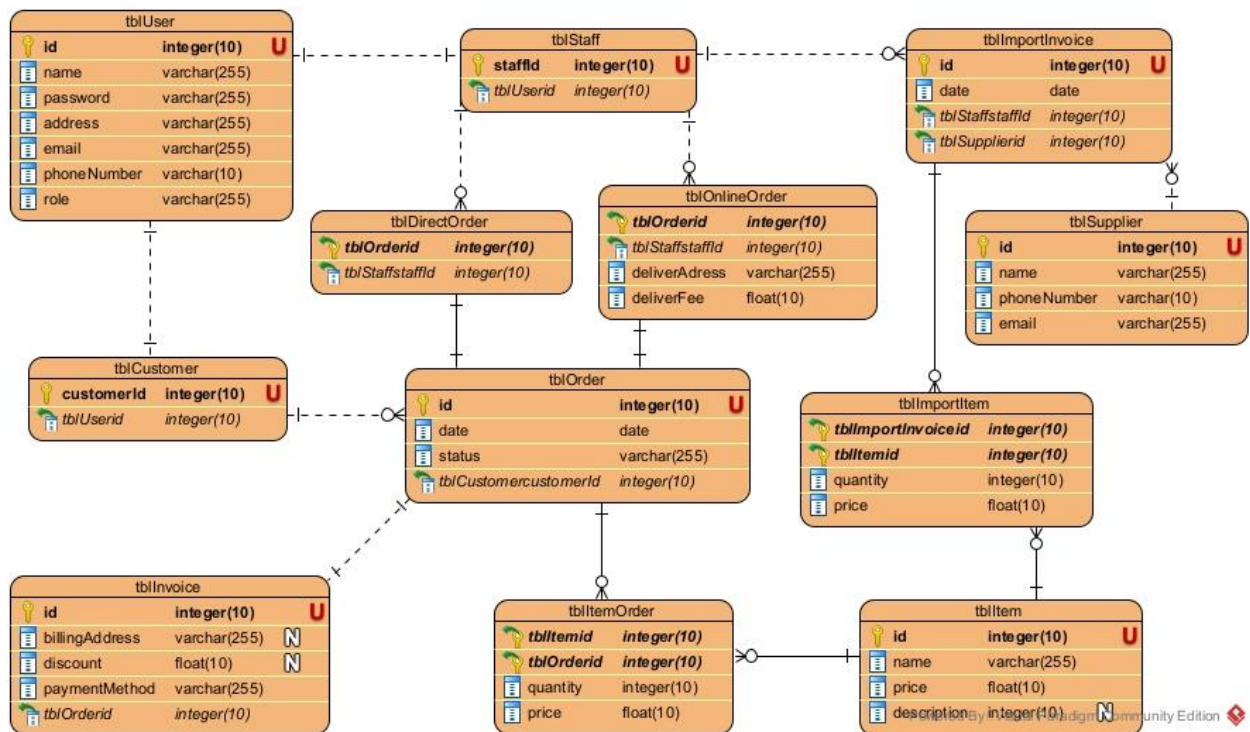 tblUser
id integer(10) U
name varchar(255)
password varchar(255)
address varchar(255)
email varchar(255)
phoneNumber varchar(10)
role varchar(255)
tblStaff
staffId integer(10) U
tblUserid integer(10)
tblImportInvoice
id integer(10) U
date date
tblStaffstaffId integer(10)
tblSupplierid integer(10)
tblDirectOrder
tblOrderid integer(10)
tblStaffstaffId integer(10)
tblOnlineOrder
tblOrderid integer(10)
tblStaffstaffId integer(10)
deliverAdress varchar(255)
deliverFee float(10)
tblSupplier
id integer(10) U
name varchar(255)
phoneNumber varchar(10)
email varchar(255)
tblCustomer
customerId integer(10) U
tblUserid integer(10)
tblOrder
id integer(10) U
date date
status varchar(255)
tblCustomercustomerId integer(10)
tblImportItem
tblImportInvoiceid integer(10)
tblItemid integer(10)
quantity integer(10)
price float(10)
tblInvoice
id integer(10) U
billingAddress varchar(255) N
discount float(10) N
paymentMethod varchar(255)
tblOrderid integer(10)
tblItemOrder
tblItemid integer(10)
tblOrderid integer(10)
quantity integer(10)
price float(10)
tblItem
id integer(10) U
name varchar(255)
price float(10)
description integer(10) N
Community Edition